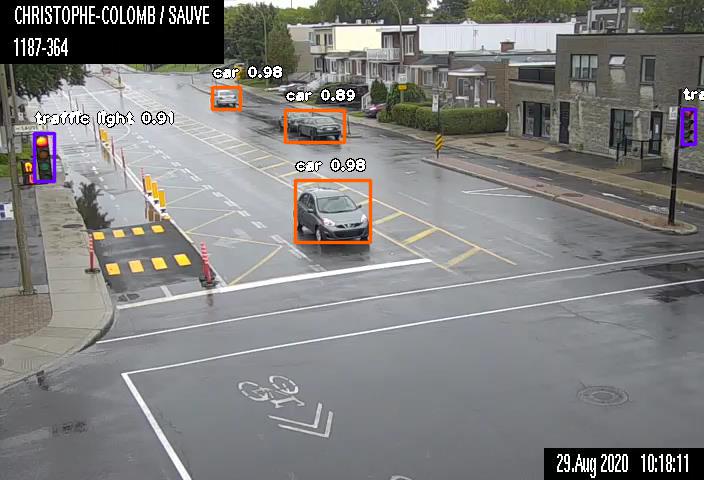 CHRISTOPHE-COLOMB / SAUVE
1187-364
car 0.98
car 0.89
traffic light 0.91
tra
car 0.98
29.Aug 2020 10:18:11